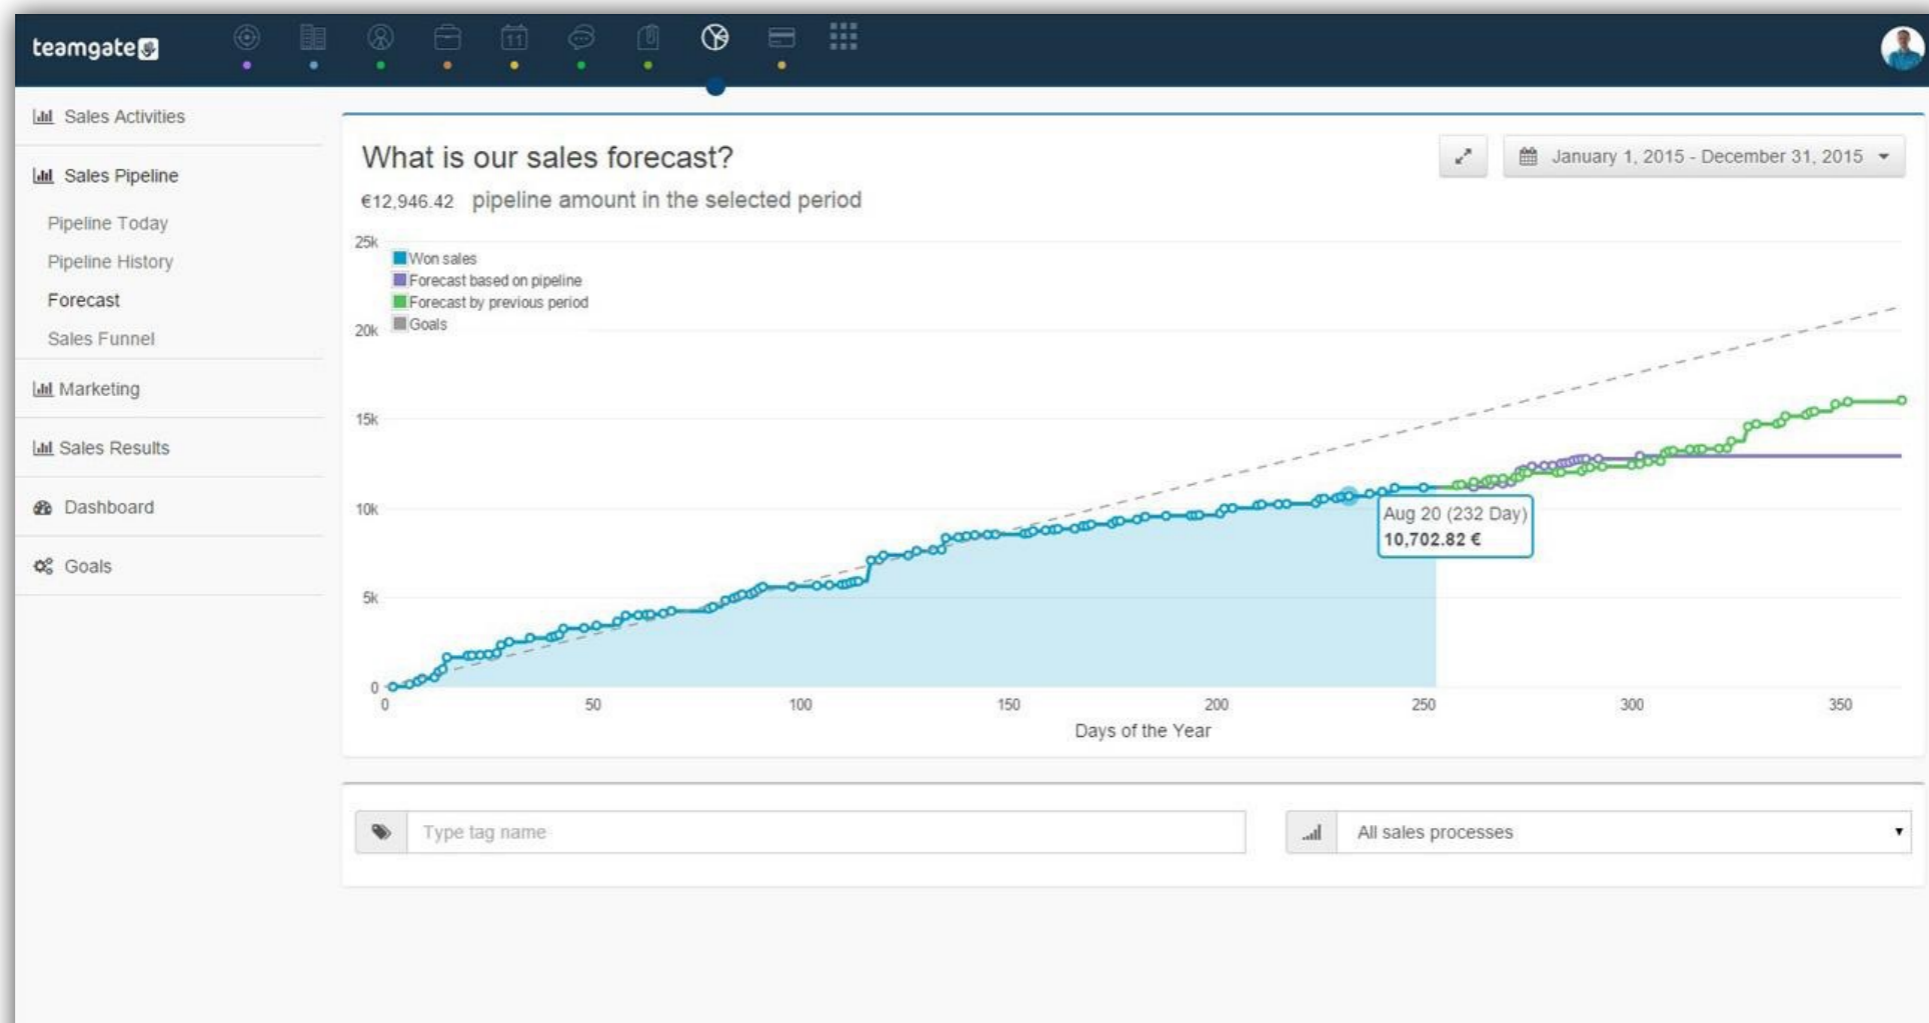 teamgate
11
Sales Activities
Sales Pipeline
Pipeline Today
Pipeline History
Forecast
Sales Funnel
Marketing
Sales Results
Dashboard
Goals
What is our sales forecast?
January 1, 2015 - December 31, 2015
€12,946.42 pipeline amount in the selected period
25k
20k
15k
10k
5k
0
Won sales
Forecast based on pipeline
Forecast by previous period
Goals
Aug 20 (232 Day)
10,702.82 €
0 50 100 150 200 250 300 350
Days of the Year
Type tag name
All sales processes